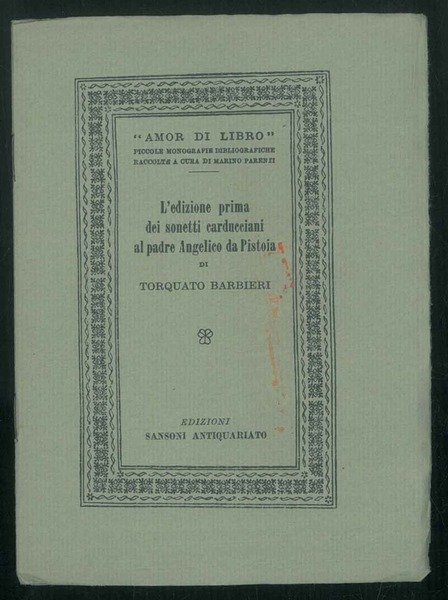 "AMOR DI LIBRO"
PICCOLE MONOGRAFIE BIBLIOGRAFICHE
RACCOLTE A CURA DI MARINO PARENTI
L'edizione prima
dei sonetti carducciani
al padre Angelico da Pistoia
DI
TORQUATO BARBIERI
EDIZIONI
SANSONI ANTIQUARIATO